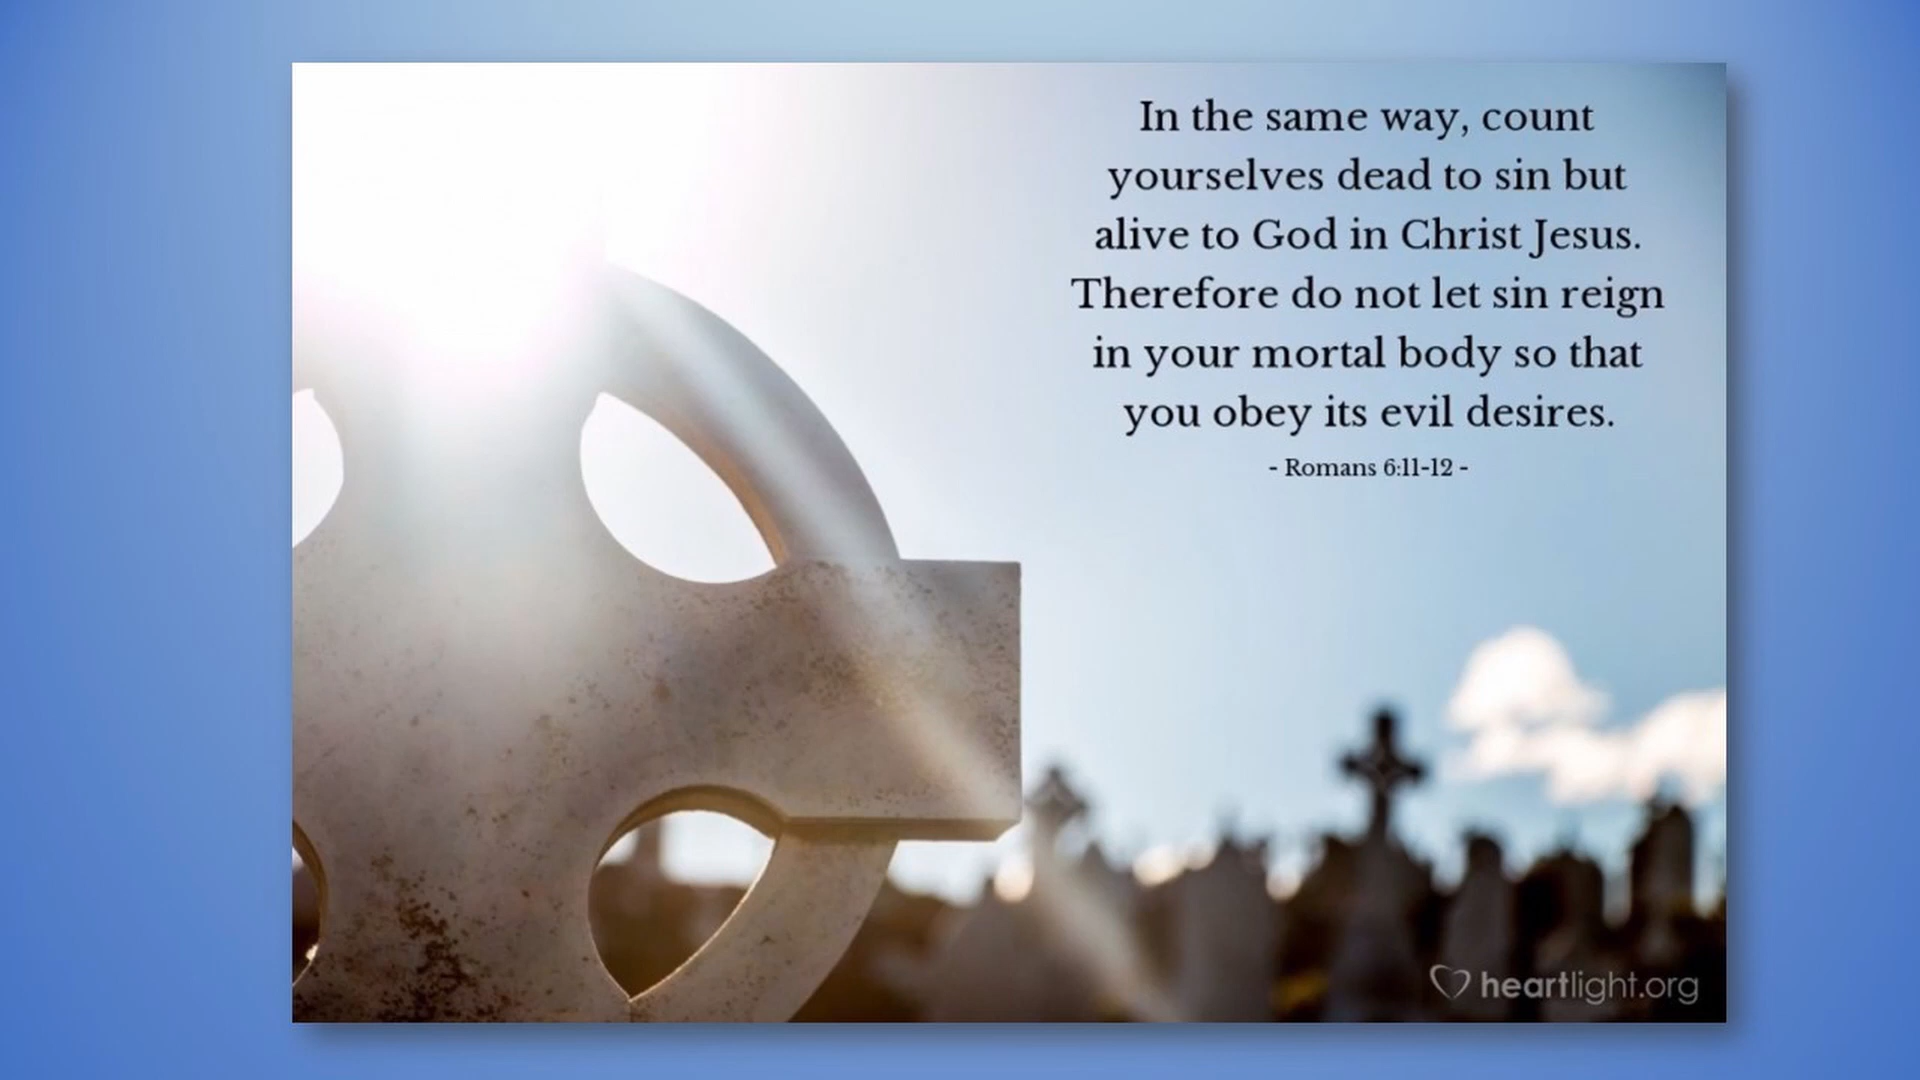 In the same way, count
yourselves dead to sin but
alive to God in Christ Jesus.
Therefore do not let sin reign
in your mortal body so that
you obey its evil desires.
- Romans 6:11-12 -
heartlight.org